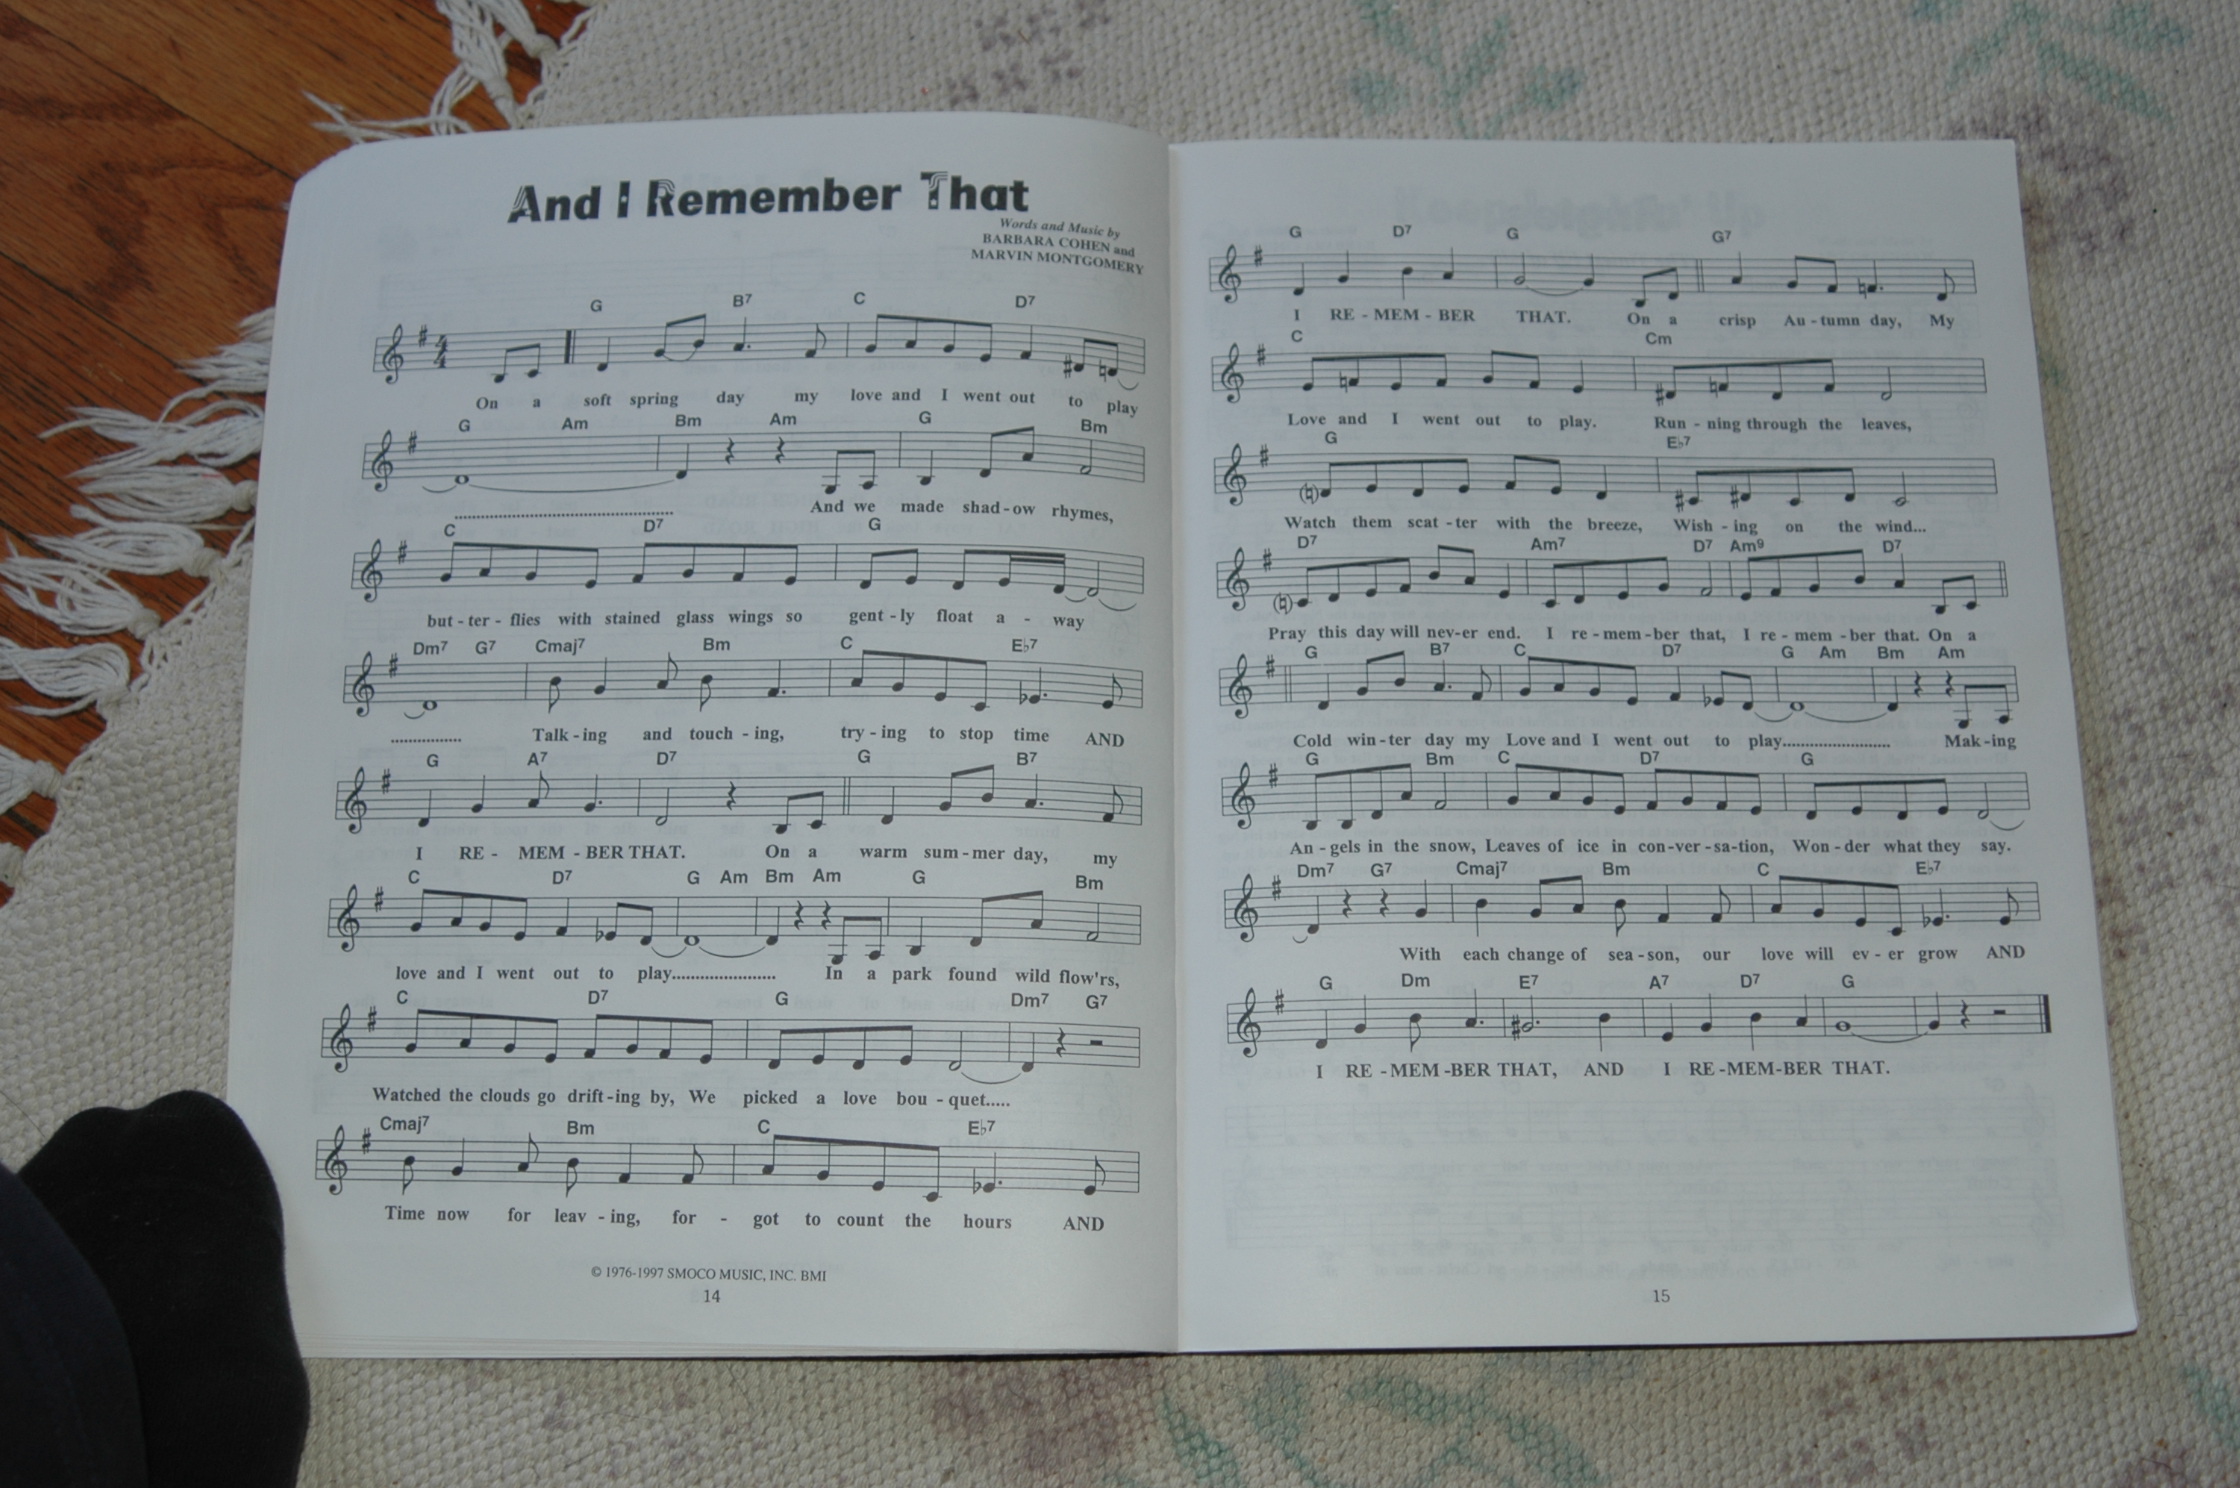 And I Remember That
Words and Music by
BARBARA COHEN and
MARVIN MONTGOMERY
G B7 C D7
On a soft spring day my love and I went out to play
G Am Bm Am G Bm
And we made shad - ow rhymes,
C D7 G
but - ter - flies with stained glass wings so gent - ly float a - way
Dm7 G7 Cmaj7 Bm C E♭7
Talk - ing and touch - ing, try - ing to stop time AND
G A7 D7 G B7
I RE - MEM - BER THAT. On a warm sum - mer day, my
C D7 G Am Bm Am G Bm
love and I went out to play In a park found wild flow'rs,
C D7 G Dm7 G7
Watched the clouds go drift - ing by, We picked a love bou - quet.....
Cmaj7 Bm C E♭7
Time now for leav - ing, for - got to count the hours AND
© 1976-1997 SMOCO MUSIC, INC. BMI
14
G D7 G G7
I RE - MEM - BER THAT. On a crisp Au - tumn day, My
C Cm
Love and I went out to play. Run - ning through the leaves,
G E♭7
Watch them scat - ter with the breeze, Wish - ing on the wind...
D7 Am7 D7 Am9 D7
Pray this day will nev - er end. I re - mem - ber that, I re - mem - ber that. On a
G B7 C D7 G Am Bm Am
Cold win - ter day my Love and I went out to play Mak - ing
G Bm C D7 G
An - gels in the snow, Leaves of ice in con - ver - sa - tion, Won - der what they say.
Dm7 G7 Cmaj7 Bm C E♭7
With each change of sea - son, our love will ev - er grow AND
G Dm E7 A7 D7 G
I RE - MEM - BER THAT, AND I RE - MEM - BER THAT.
15